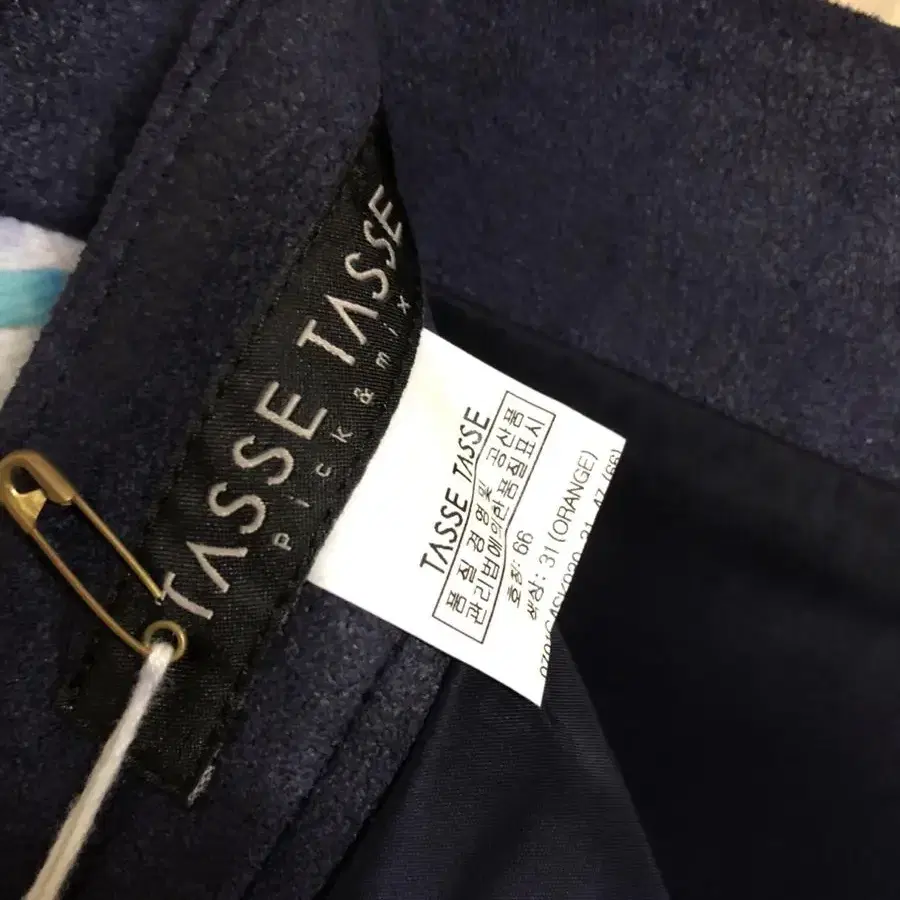 TASSE TASSE
pick & mix
TASSE TASSE
품질경영 및 공산품
관리법에의한 품질표시
호칭: 66
색상: 31 (ORANGE)